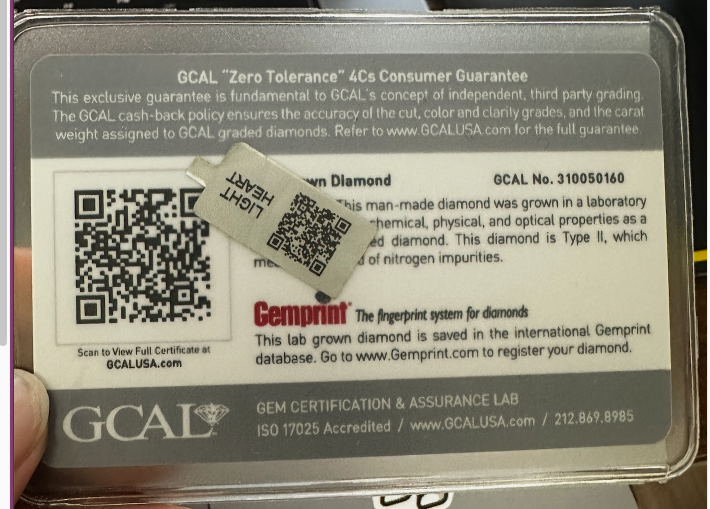 GCAL "Zero Tolerance" 4Cs Consumer Guarantee
This exclusive guarantee is fundamental to GCAL's concept of independent, third party grading.
The GCAL cash-back policy ensures the accuracy of the cut, color and clarity grades, and the carat
weight assigned to GCAL graded diamonds. Refer to www.GCALUSA.com for the full guarantee.
LIGHT
HEART
Diamond
GCAL No. 310050160
This man-made diamond was grown in a laboratory
chemical, physical, and optical properties as a
diamond. This diamond is Type II, which
of nitrogen impurities.
Scan to View Full Certificate at
GCALUSA.com
Gemprint The fingerprint system for diamonds
This lab grown diamond is saved in the international Gemprint
database. Go to www.Gemprint.com to register your diamond.
GCAL
GEM CERTIFICATION & ASSURANCE LAB
ISO 17025 Accredited / www.GCALUSA.com / 212.869.8985